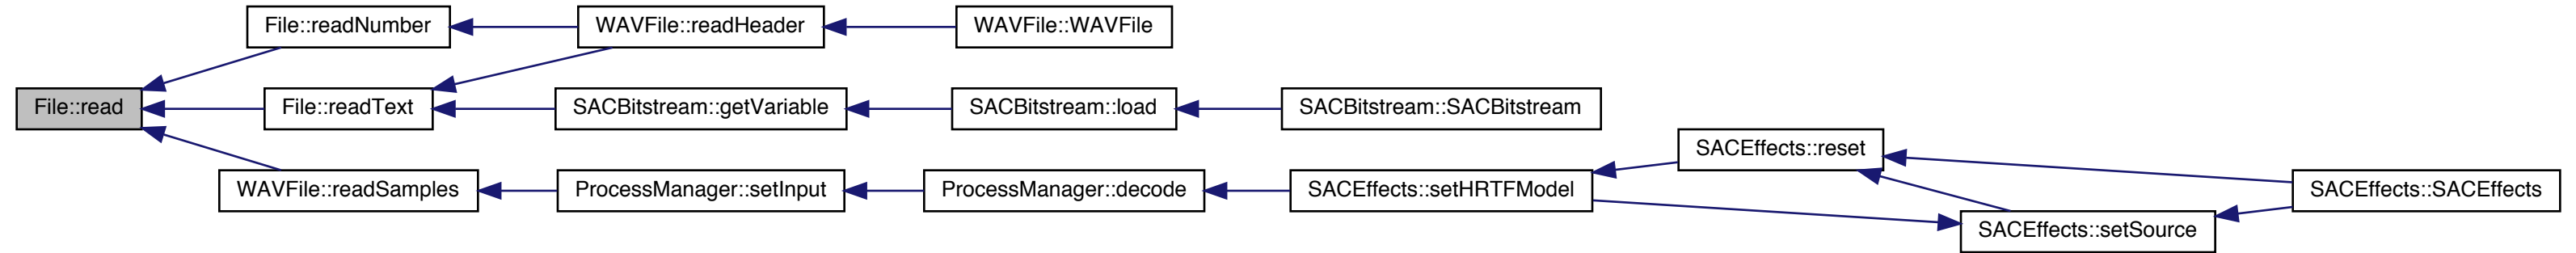 File::read
File::readNumber
WAVFile::readHeader
WAVFile::WAVFile
File::readText
SACBitstream::getVariable
SACBitstream::load
SACBitstream::SACBitstream
WAVFile::readSamples
ProcessManager::setInput
ProcessManager::decode
SACEffects::setHRTFModel
SACEffects::reset
SACEffects::SACEffects
SACEffects::setSource